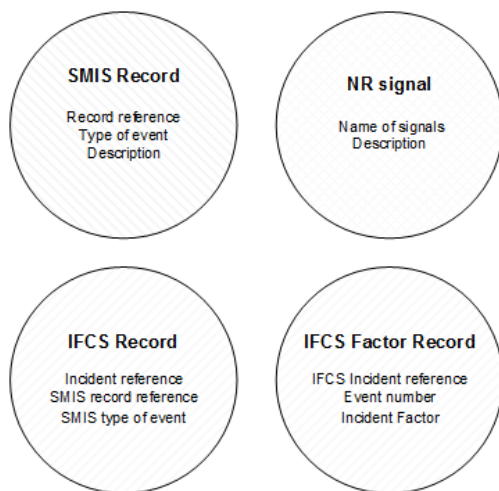 SMIS Record
Record reference
Type of event
Description
NR signal
Name of signals
Description
IFCS Record
Incident reference
SMIS record reference
SMIS type of event
IFCS Factor Record
IFCS Incident reference
Event number
Incident Factor